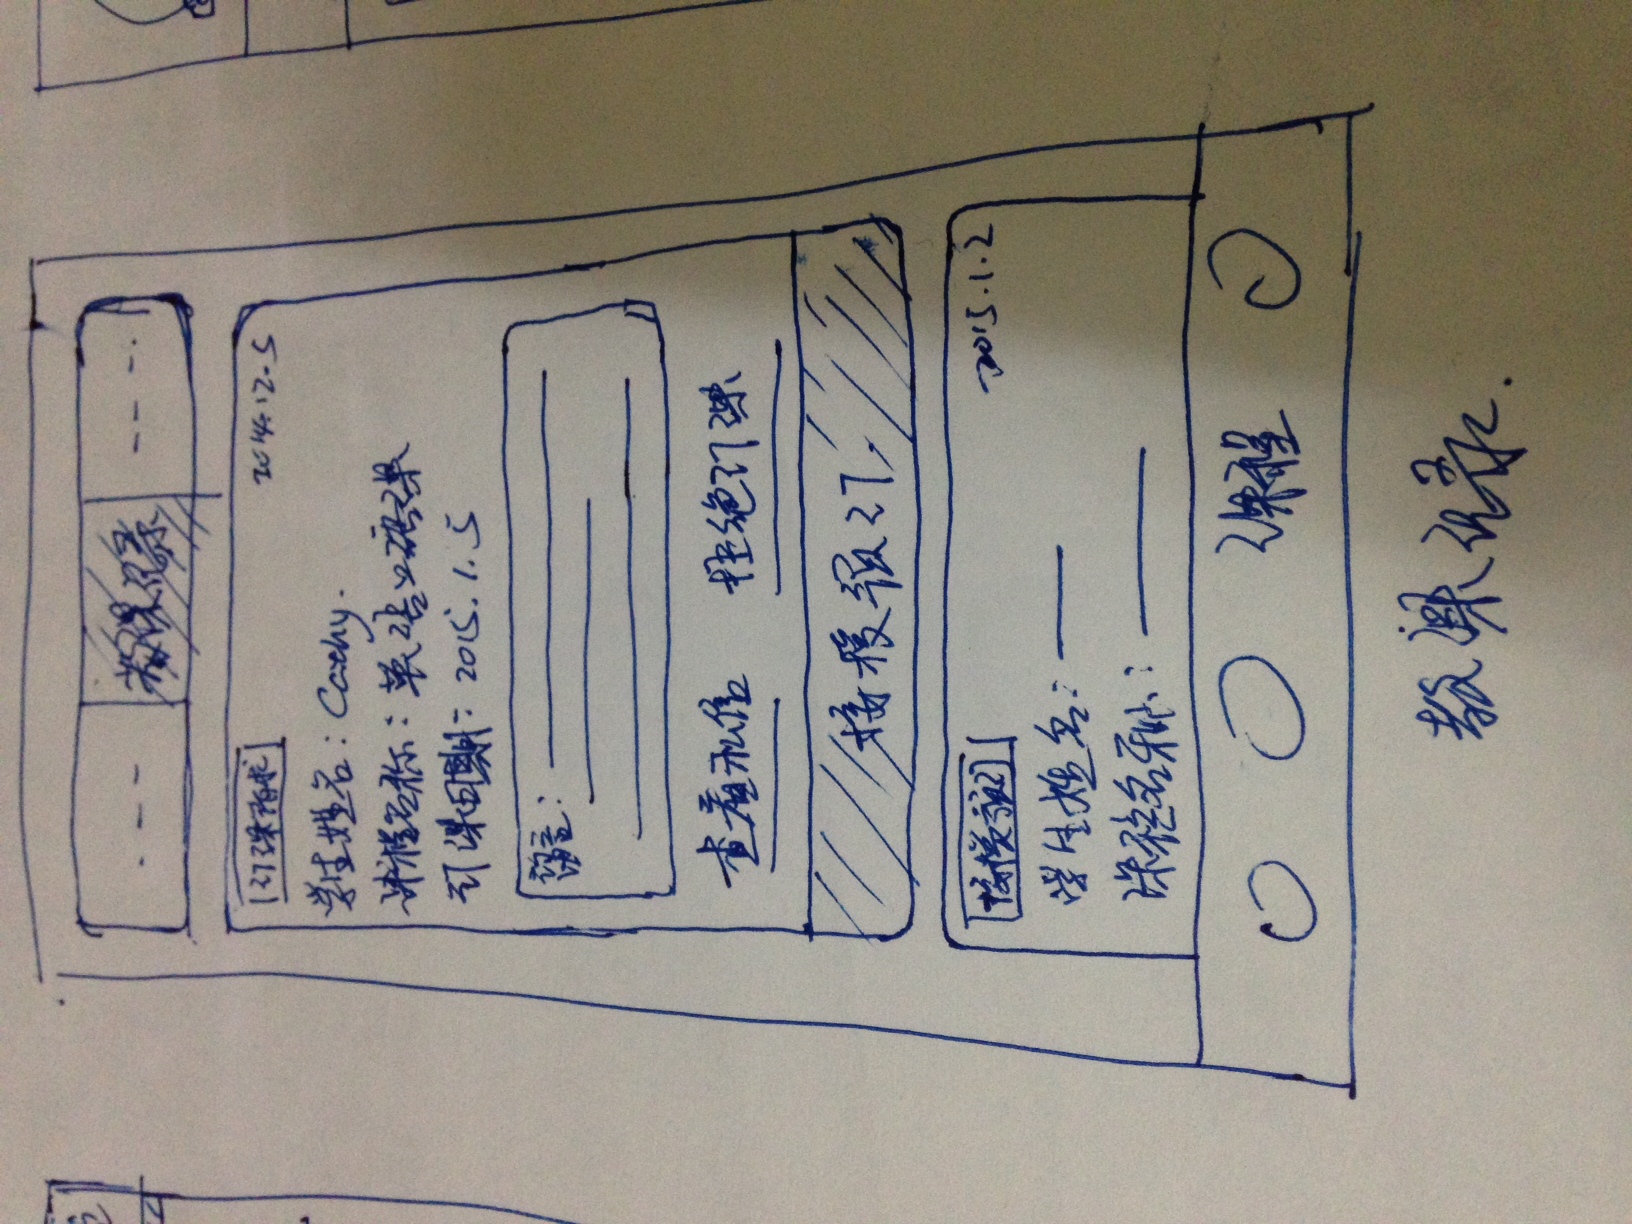 教课记录
订课请求
2014.12.5
学生姓名：Cathy.
课程名称：英语口语课
订课日期：2015.1.5
留言：
查看私信 拒绝订课
接受预订
接受预订
2015.1.2
学生姓名：
课程名称：
课程
教课记录.